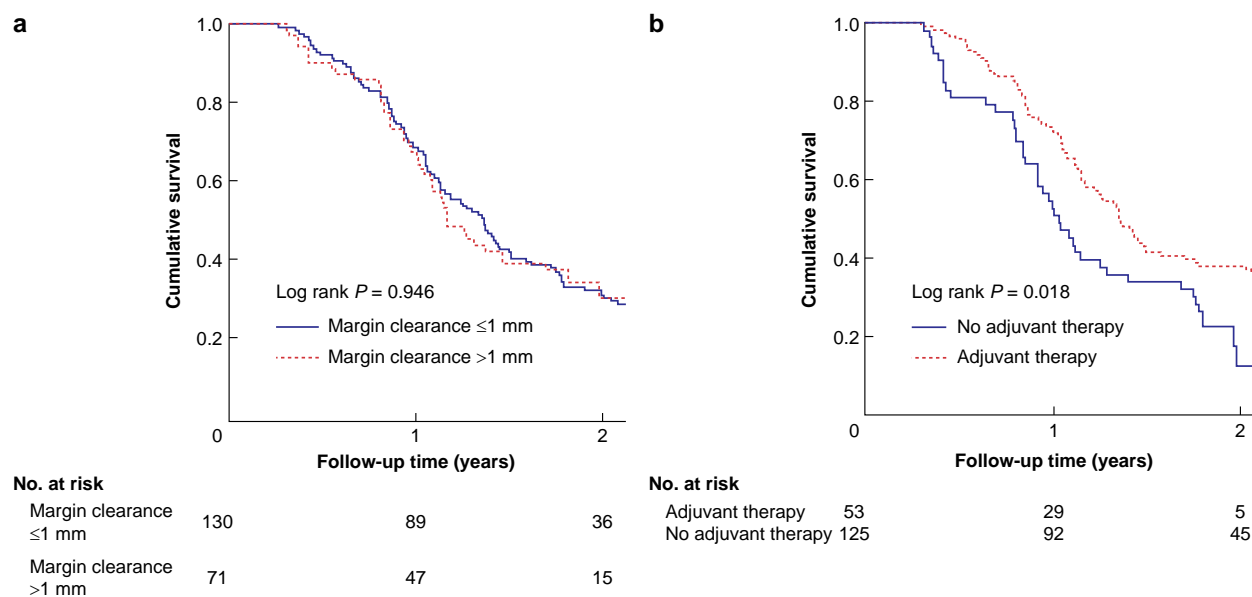 a
1.0
0.8
0.6
0.4
0.2
0
1
2
Cumulative survival
Log rank P = 0.946
Margin clearance ≤1 mm
Margin clearance >1 mm
Follow-up time (years)
No. at risk
Margin clearance
≤1 mm
130 89 36
Margin clearance
>1 mm
71 47 15
b
1.0
0.8
0.6
0.4
0.2
0
1
2
Cumulative survival
Log rank P = 0.018
No adjuvant therapy
Adjuvant therapy
Follow-up time (years)
No. at risk
Adjuvant therapy 53 29 5
No adjuvant therapy 125 92 45